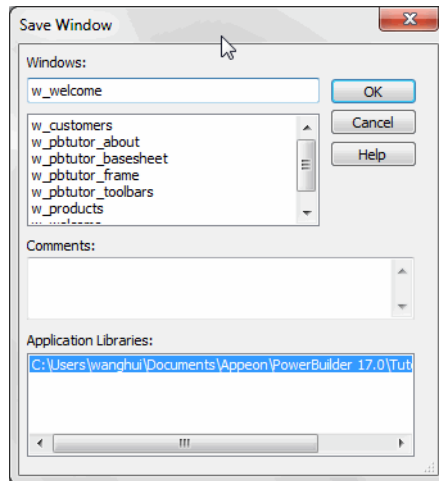 Save Window
Windows:
w_welcome
OK
Cancel
Help
w_customers
w_pbtutor_about
w_pbtutor_basesheet
w_pbtutor_frame
w_pbtutor_toolbars
w_products
w_welcome
Comments:
Application Libraries:
C:\Users\wanghui\Documents\Appeon\PowerBuilder 17.0\Tut